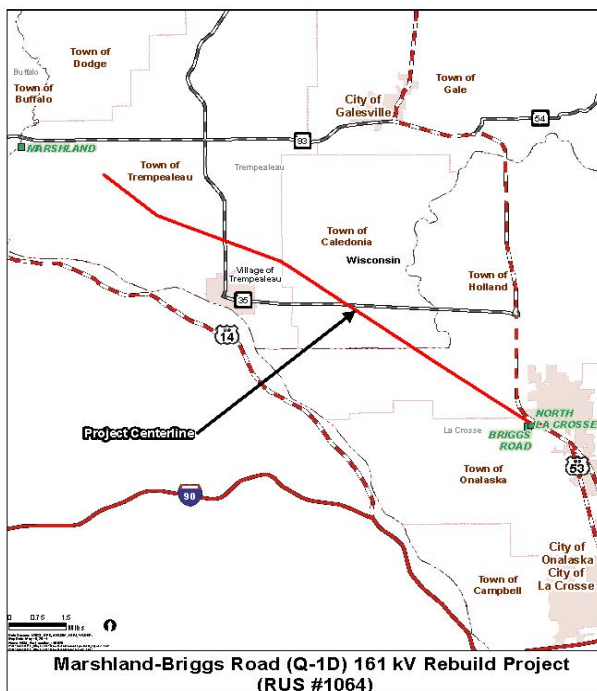 Town of
Dodge
Buffalo
Town of
Buffalo
MARSHLAND
City of
Galesville
Town of
Gale
54
93
Town of
Trempealeau
Trempealeau
Town of
Caledonia
Wisconsin
Village of
Trempealeau
35
Town of
Holland
14
Project Centerline
La Crosse
NORTH
LA CROSSE
BRIGGS
ROAD
53
Town of
Onalaska
90
City of
Onalaska
City of
La Crosse
Town of
Campbell
0 0.75 1.5
Miles
Marshland-Briggs Road (Q-1D) 161 kV Rebuild Project
(RUS #1064)